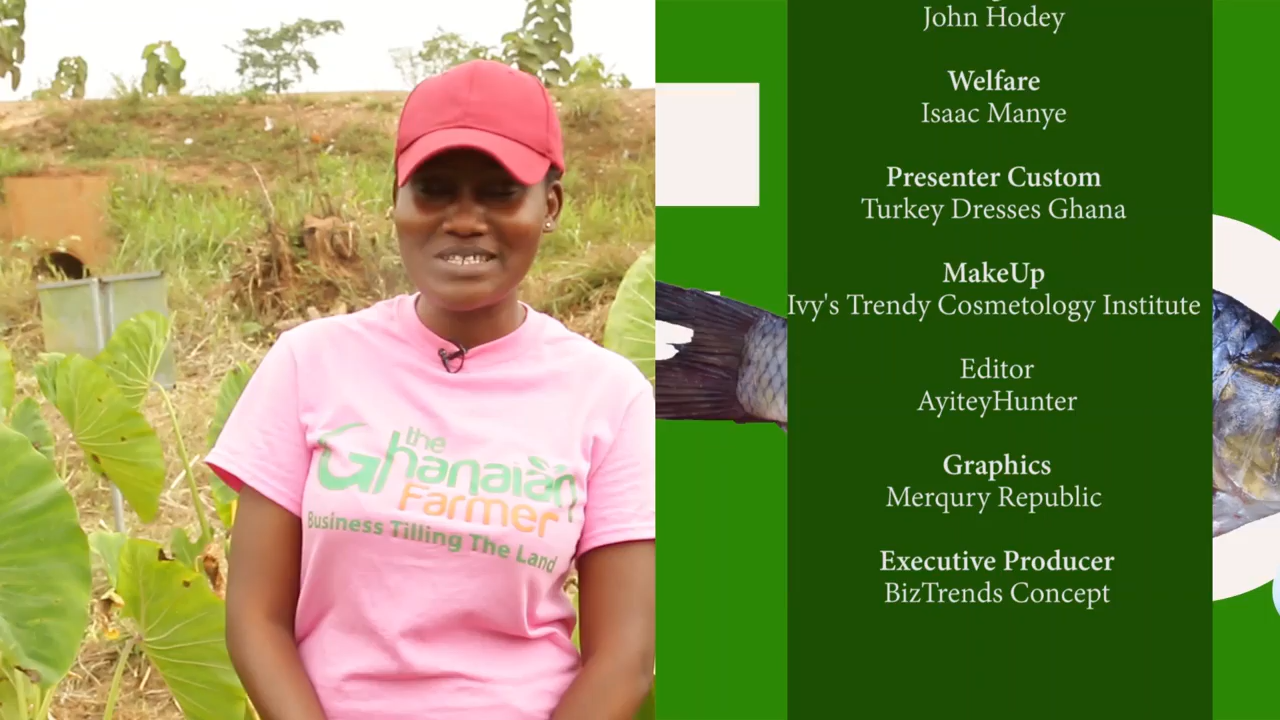 the
Ghanaian
Farmer
Business Tilling The Land
John Hodey
Welfare
Isaac Manye
Presenter Custom
Turkey Dresses Ghana
MakeUp
Ivy's Trendy Cosmetology Institute
Editor
AyiteyHunter
Graphics
Merqury Republic
Executive Producer
BizTrends Concept